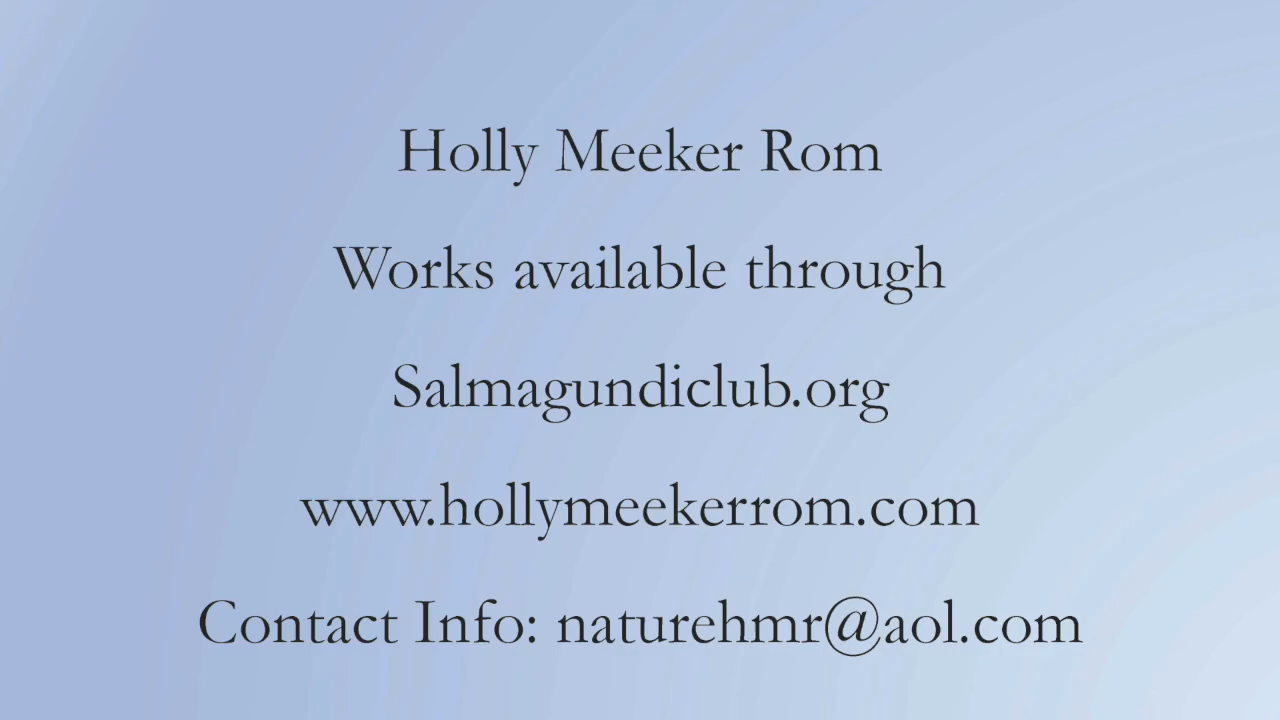 Holly Meeker Rom
Works available through
Salmagundiclub.org
www.hollymeekerrom.com
Contact Info: naturehmr@aol.com